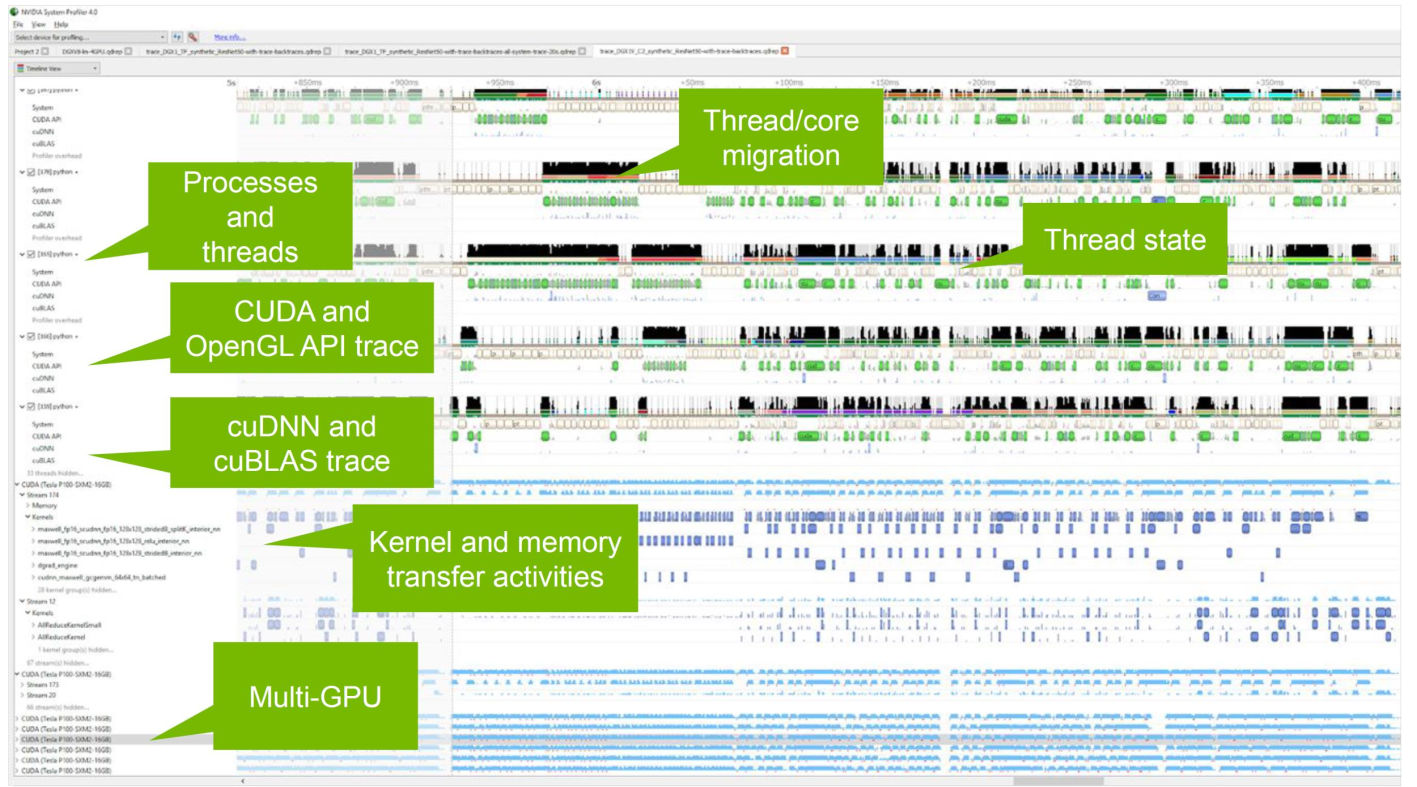 NVIDIA System Profiler 4.0
File View Help
Select device for profiling... More info...
Project 2 DGXV8-ln-4GPU.qdrep trace_DGX1_TF_synthetic_ResNet50-with-trace-backtraces.qdrep trace_DGX1_TF_synthetic_ResNet50-with-trace-backtraces-all-system-trace-20s.qdrep trace_DGX1V_C2_synthetic_ResNet50-with-trace-backtraces.qdrep
Timeline View
5s +850ms +900ms +950ms 6s +50ms +100ms +150ms +200ms +250ms +300ms +350ms +400ms
python
System
CUDA API
cuDNN
cuBLAS
Profiler overhead
Thread/core
migration
[378] python
System
CUDA API
cuDNN
cuBLAS
Profiler overhead
Processes
and
threads
Thread state
[355] python
System
CUDA API
cuDNN
cuBLAS
Profiler overhead
CUDA and
OpenGL API trace
python
System
CUDA API
cuDNN
cuBLAS
python
System
CUDA API
cuDNN
cuBLAS
33 threads hidden...
cuDNN and
cuBLAS trace
CUDA (Tesla P100-SXM2-16GB)
Stream 174
Memory
Kernels
maxwell_fp16_scudnn_fp16_128x128_stridedB_splitK_interior_nn
maxwell_fp16_scudnn_fp16_128x128_relu_interior_nn
maxwell_fp16_scudnn_fp16_128x128_stridedB_interior_nn
dgrad_engine
cudnn_maxwell_gcgemm_64x64_tn_batched
28 kernel group(s) hidden...
Kernel and memory
transfer activities
Stream 12
Kernels
AllReduceKernelSmall
AllReduceKernel
1 kernel group(s) hidden...
67 stream(s) hidden...
Multi-GPU
CUDA (Tesla P100-SXM2-16GB)
Stream 173
Stream 20
66 stream(s) hidden...
CUDA (Tesla P100-SXM2-16GB)
CUDA (Tesla P100-SXM2-16GB)
CUDA (Tesla P100-SXM2-16GB)
CUDA (Tesla P100-SXM2-16GB)
CUDA (Tesla P100-SXM2-16GB)
CUDA (Tesla P100-SXM2-16GB)